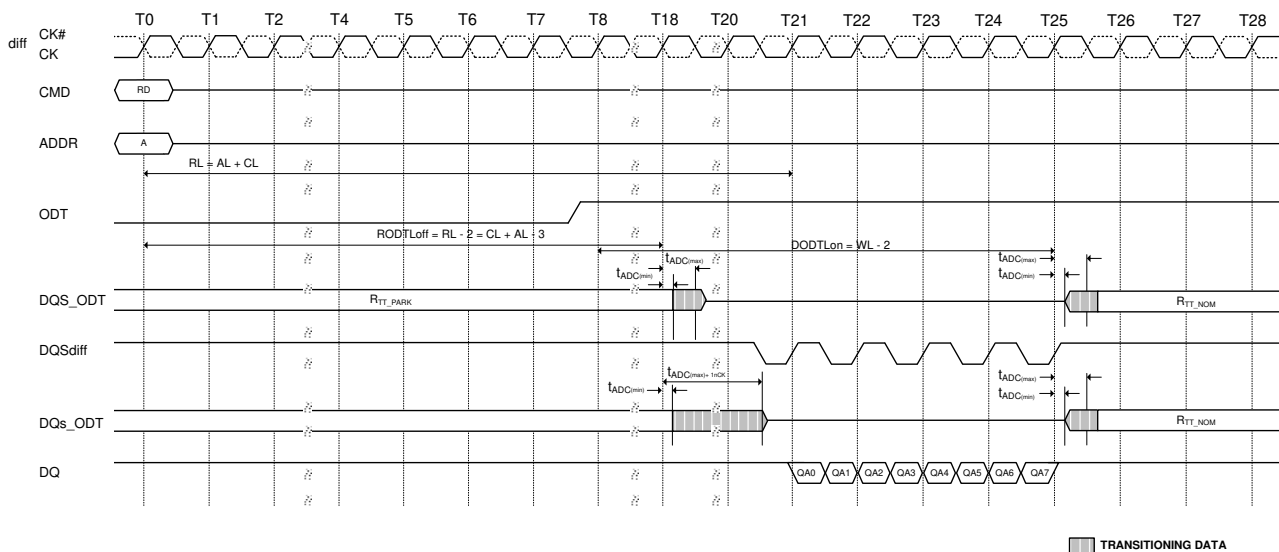 T0 T1 T2 T4 T5 T6 T7 T8 T18 T20 T21 T22 T23 T24 T25 T26 T27 T28
diff CK#
CK
CMD RD
ADDR A
RL = AL + CL
ODT
RODTLoff = RL - 2 = CL + AL - 3
DODTLon = WL - 2
tADC(max) tADC(max)
tADC(min) tADC(min)
DQS_ODT RTT_PARK RTT_NOM
DQSdiff
tADC(max)+ 1nCK tADC(max)
tADC(min) tADC(min)
DQs_ODT RTT_NOM
DQ QA0 QA1 QA2 QA3 QA4 QA5 QA6 QA7
TRANSITIONING DATA